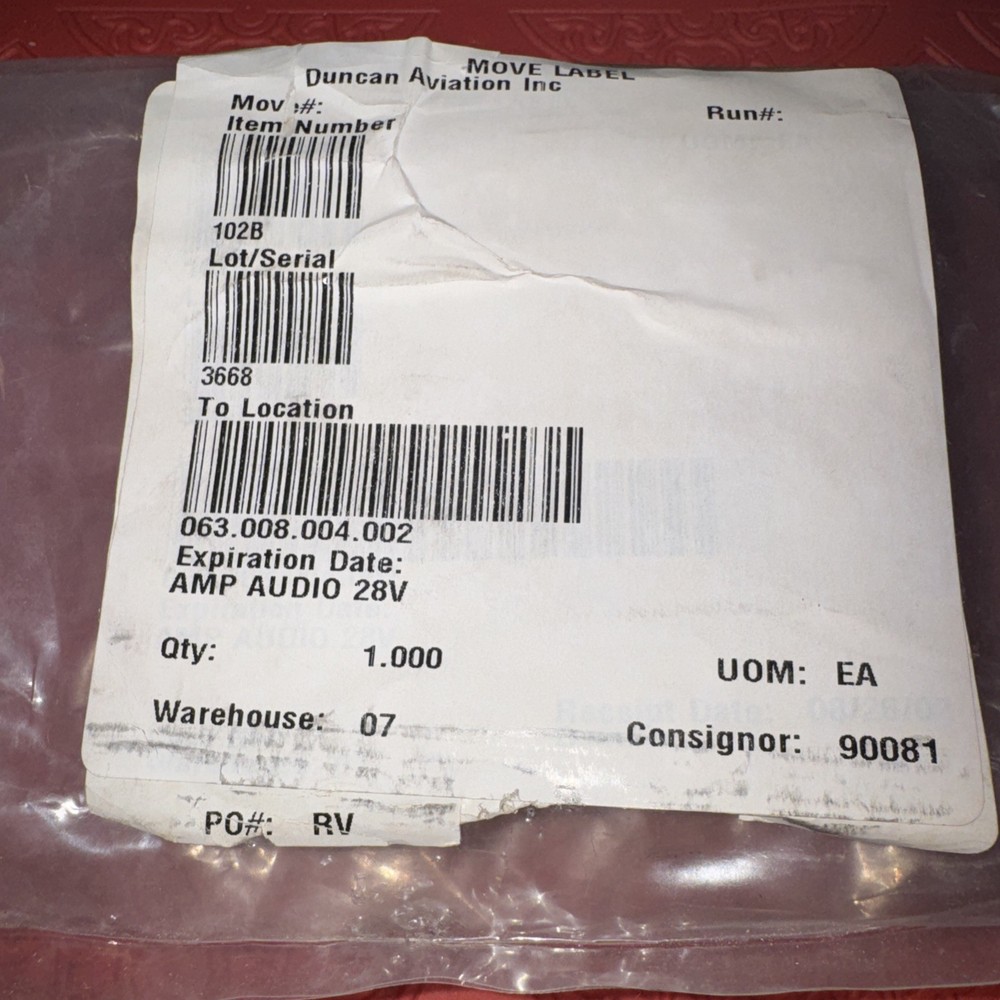 MOVE LABEL
Duncan Aviation Inc
Move#: Run#:
Item Number
102B
Lot/Serial
3668
To Location
063.008.004.002
Expiration Date:
AMP AUDIO 28V
Qty: 1.000 UOM: EA
Warehouse: 07 Consignor: 90081
PO#: RV